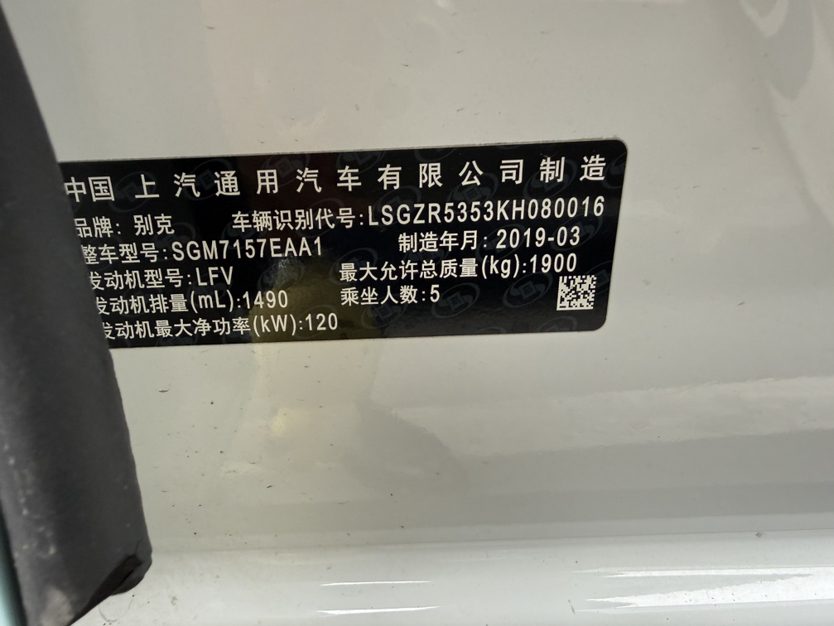 中国 上汽通用汽车有限公司制造
品牌: 别克 车辆识别代号:LSGZR5353KH080016
整车型号:SGM7157EAA1 制造年月: 2019-03
发动机型号:LFV 最大允许总质量(kg):1900
发动机排量(mL):1490 乘坐人数:5
发动机最大净功率(kW):120